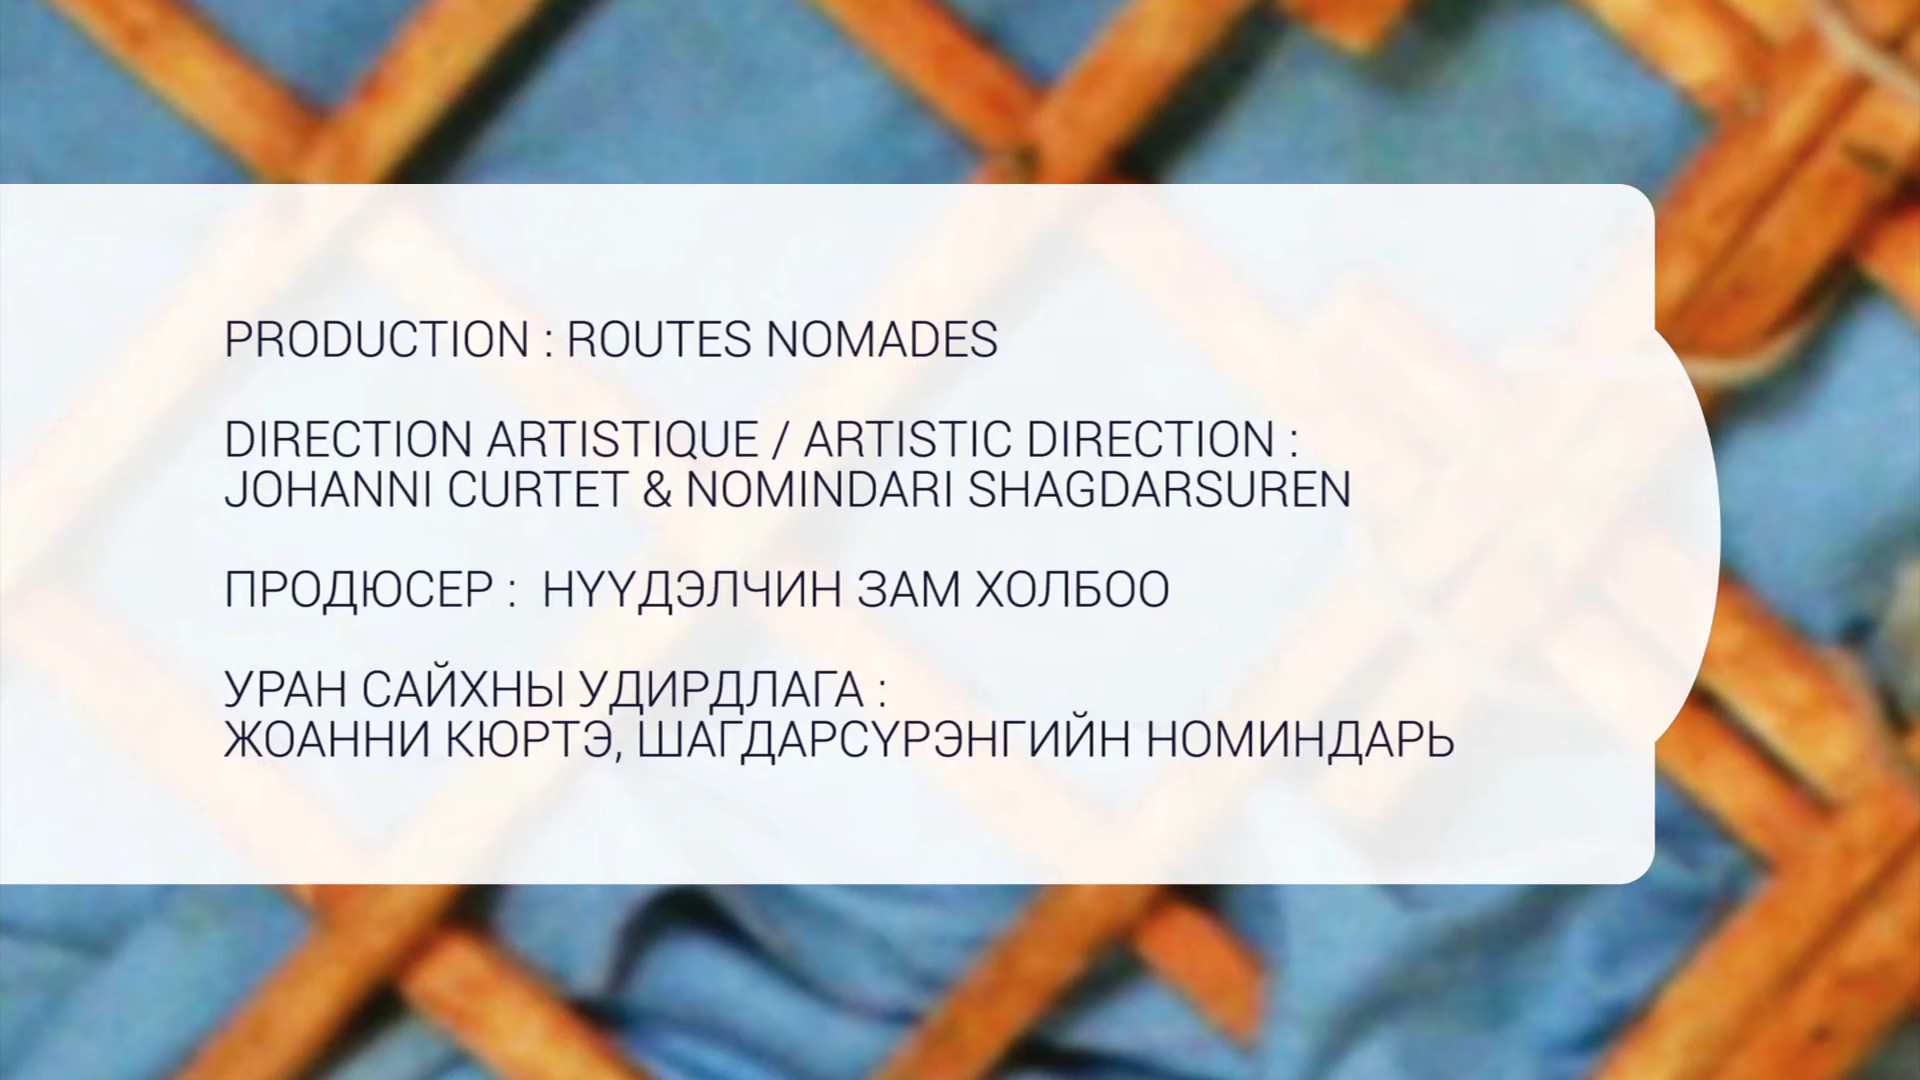 PRODUCTION : ROUTES NOMADES
DIRECTION ARTISTIQUE / ARTISTIC DIRECTION :
JOHANNI CURTET & NOMINDARI SHAGDARSUREN
ПРОДЮСЕР : НҮҮДЭЛЧИН ЗАМ ХОЛБОО
УРАН САЙХНЫ УДИРДЛАГА :
ЖОАННИ КЮРТЭ, ШАГДАРСҮРЭНГИЙН НОМИНДАРЬ